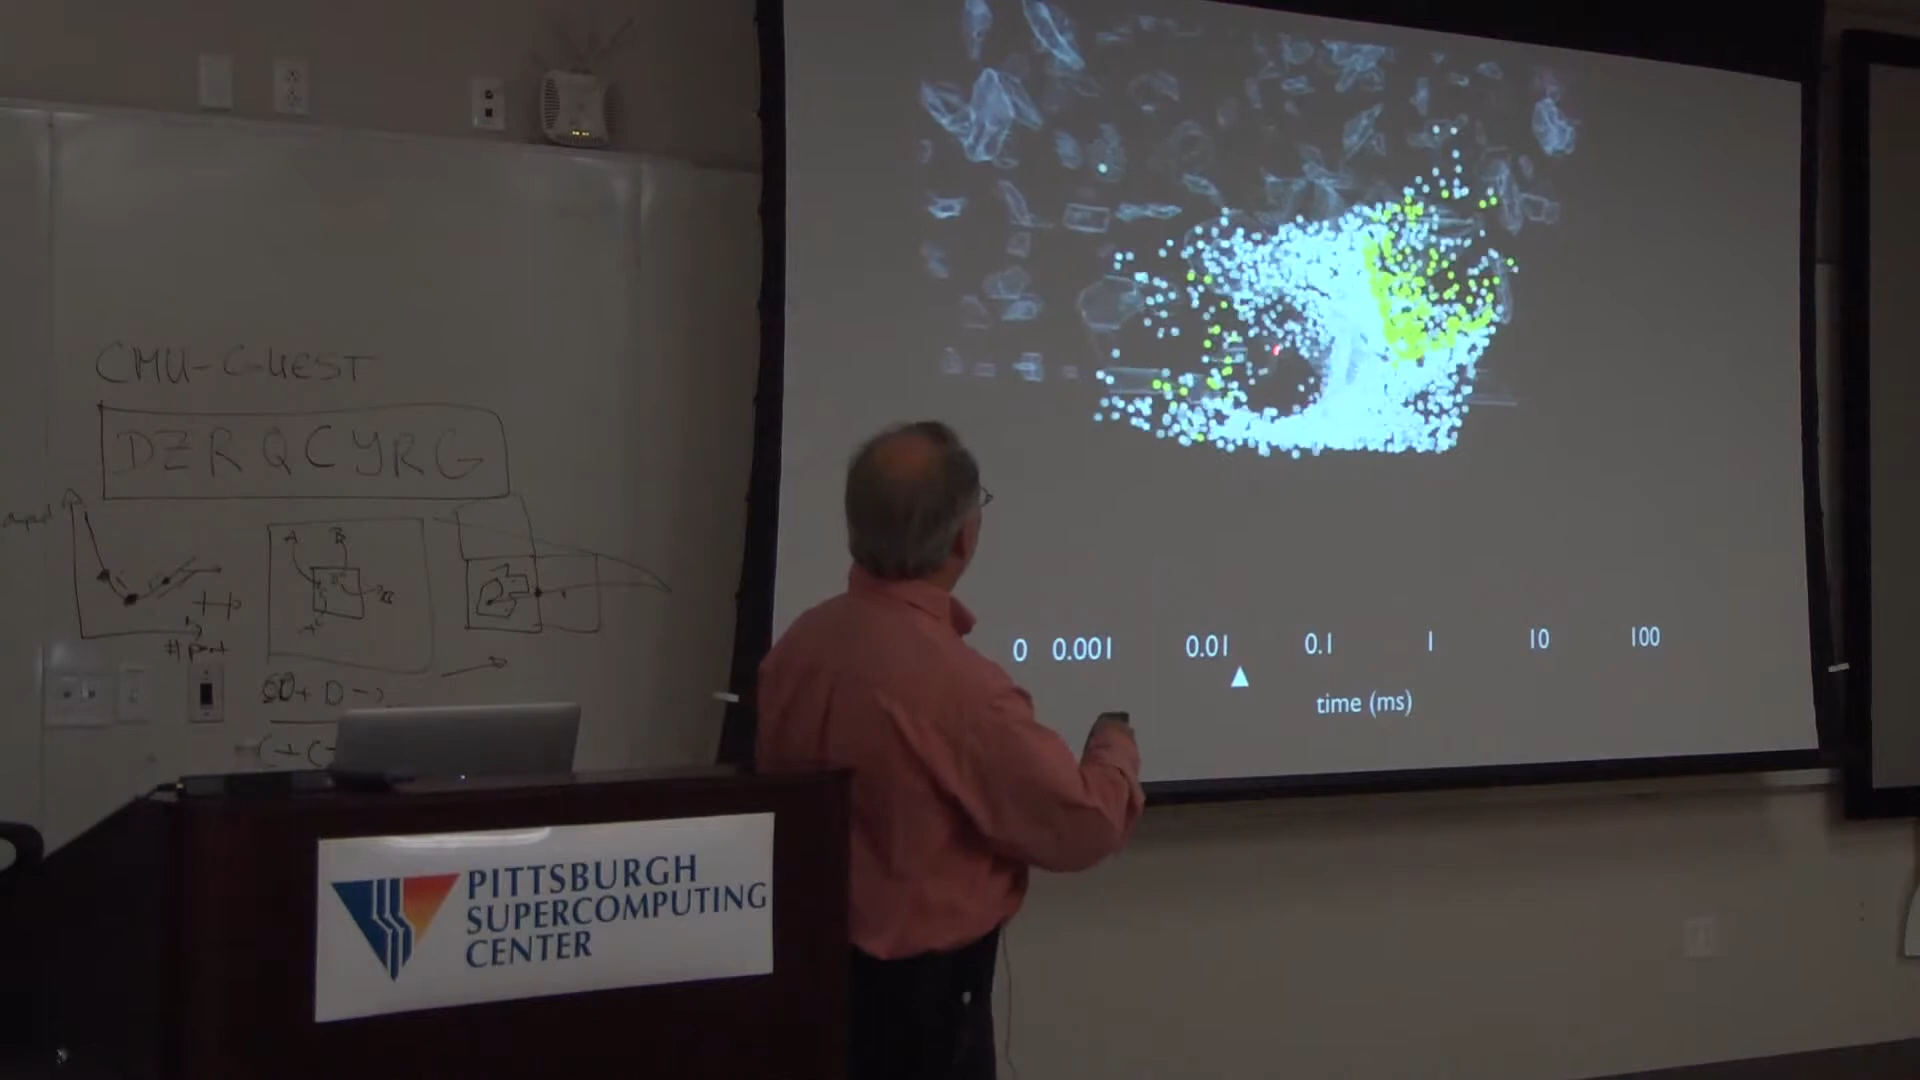 CMU-GUEST
DZRQCYRG
A B
0 0.001 0.01 0.1 1 10 100
time (ms)
PITTSBURGH
SUPERCOMPUTING
CENTER